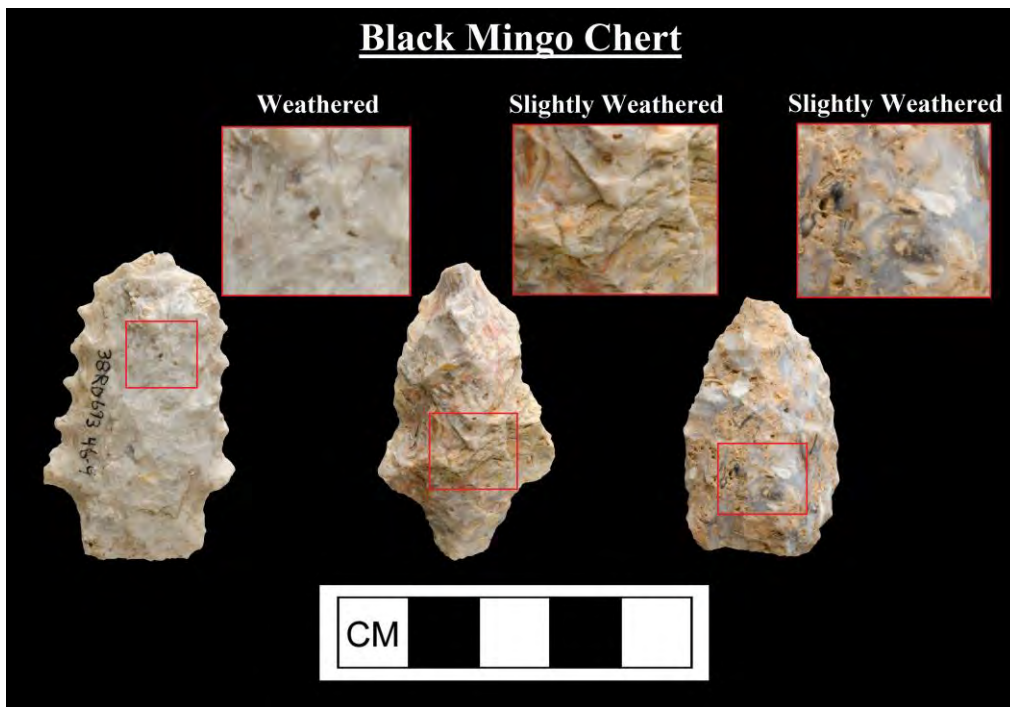 Black Mingo Chert
Weathered
Slightly Weathered
Slightly Weathered
38RD693 46-9
CM